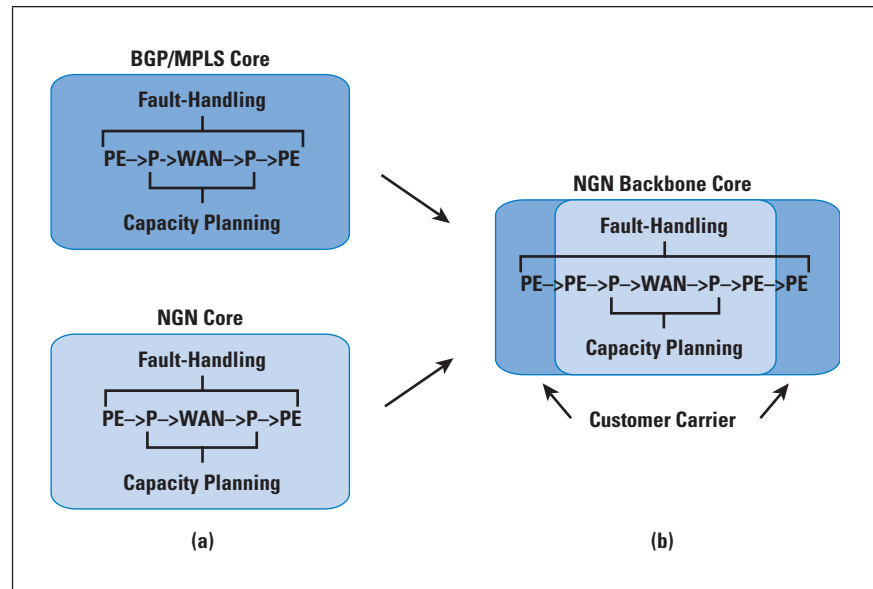 BGP/MPLS Core
Fault-Handling
PE–>P->WAN–>P–>PE
Capacity Planning
NGN Core
Fault-Handling
PE–>P–>WAN–>P–>PE
Capacity Planning
(a)
NGN Backbone Core
Fault-Handling
PE–>PE–>P–>WAN–>P–>PE–>PE
Capacity Planning
Customer Carrier
(b)